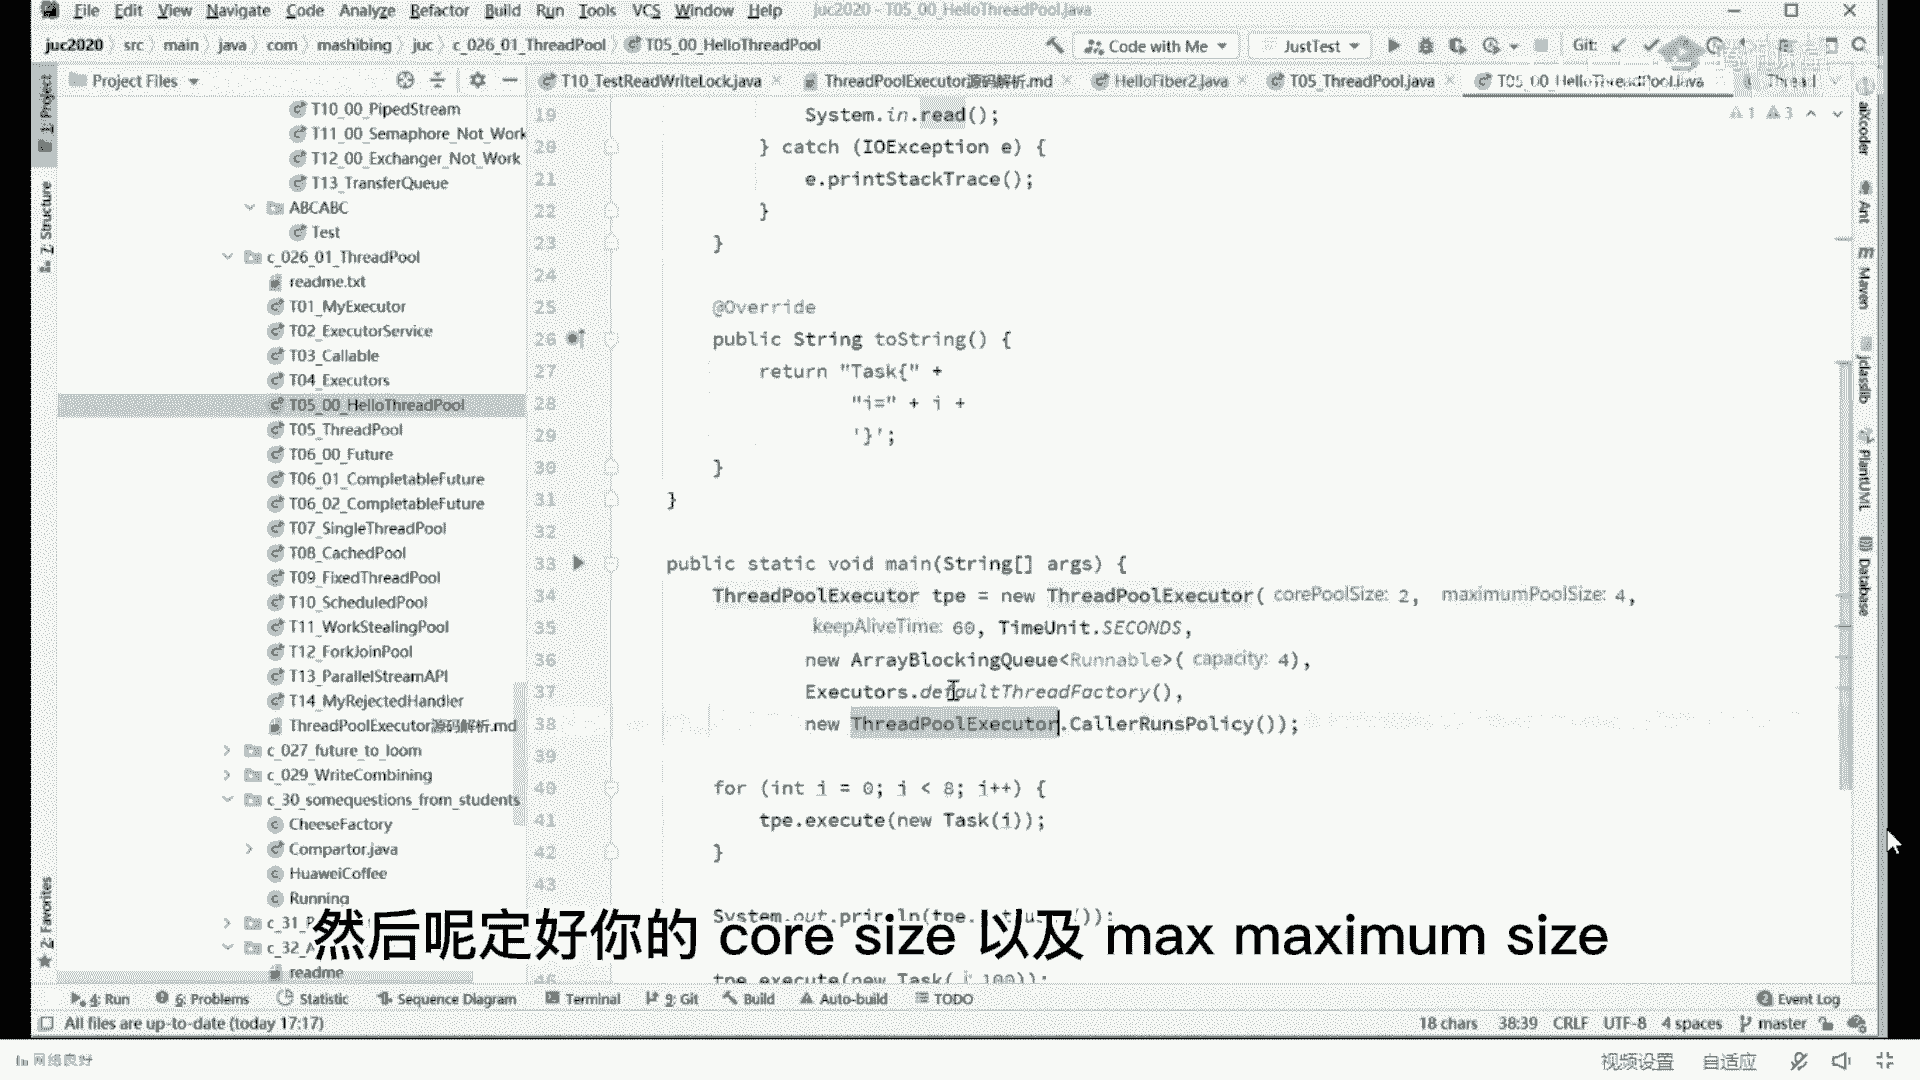 File Edit View Navigate Code Analyze Refactor Build Run Tools VCS Window Help juc2020 - T05_00_HelloThreadPool.java
juc2020 src main java com mashibing juc c_026_01_ThreadPool T05_00_HelloThreadPool Code with Me JustTest Git:
Project Files T10_TestReadWriteLock.java ThreadPoolExecutor源码解析.md HelloFiber2.java T05_ThreadPool.java T05_00_HelloThreadPool.java Thread
1: Project
7: Structure
2: Favorites
T10_00_PipedStream
T11_00_Semaphore_Not_Work
T12_00_Exchanger_Not_Work
T13_TransferQueue
ABCABC
Test
c_026_01_ThreadPool
readme.txt
T01_MyExecutor
T02_ExecutorService
T03_Callable
T04_Executors
T05_00_HelloThreadPool
T05_ThreadPool
T06_00_Future
T06_01_CompletableFuture
T06_02_CompletableFuture
T07_SingleThreadPool
T08_CachedPool
T09_FixedThreadPool
T10_ScheduledPool
T11_WorkStealingPool
T12_ForkJoinPool
T13_ParallelStreamAPI
T14_MyRejectedHandler
ThreadPoolExecutor源码解析.md
c_027_future_to_loom
c_029_WriteCombining
c_30_somequestions_from_students
CheeseFactory
Compartor.java
HuaweiCoffee
Running
c_31_
c_32_A
readme
19 System.in.read();
20 } catch (IOException e) {
21 e.printStackTrace();
22 }
23 }
24
25 @Override
26 public String toString() {
27 return "Task{" +
28 "i=" + i +
29 '}';
30 }
31 }
32
33 public static void main(String[] args) {
34 ThreadPoolExecutor tpe = new ThreadPoolExecutor( corePoolSize: 2, maximumPoolSize: 4,
35 keepAliveTime: 60, TimeUnit.SECONDS,
36 new ArrayBlockingQueue<Runnable>( capacity: 4),
37 Executors.defaultThreadFactory(),
38 new ThreadPoolExecutor.CallerRunsPolicy());
39
40 for (int i = 0; i < 8; i++) {
41 tpe.execute(new Task(i));
42 }
43
System.out.println(tpe.
tpe.execute(new Task( i: 100));
1 3
aiXcoder
Ant
Maven
jclasslib
PlantUML
Database
然后呢定好你的 core size 以及 max maximum size
4: Run 6: Problems Statistic Sequence Diagram Terminal 9: Git Build Auto-build TODO 2 Event Log
All files are up-to-date (today 17:17) 18 chars 38:39 CRLF UTF-8 4 spaces master
网络良好 视频设置 自适应